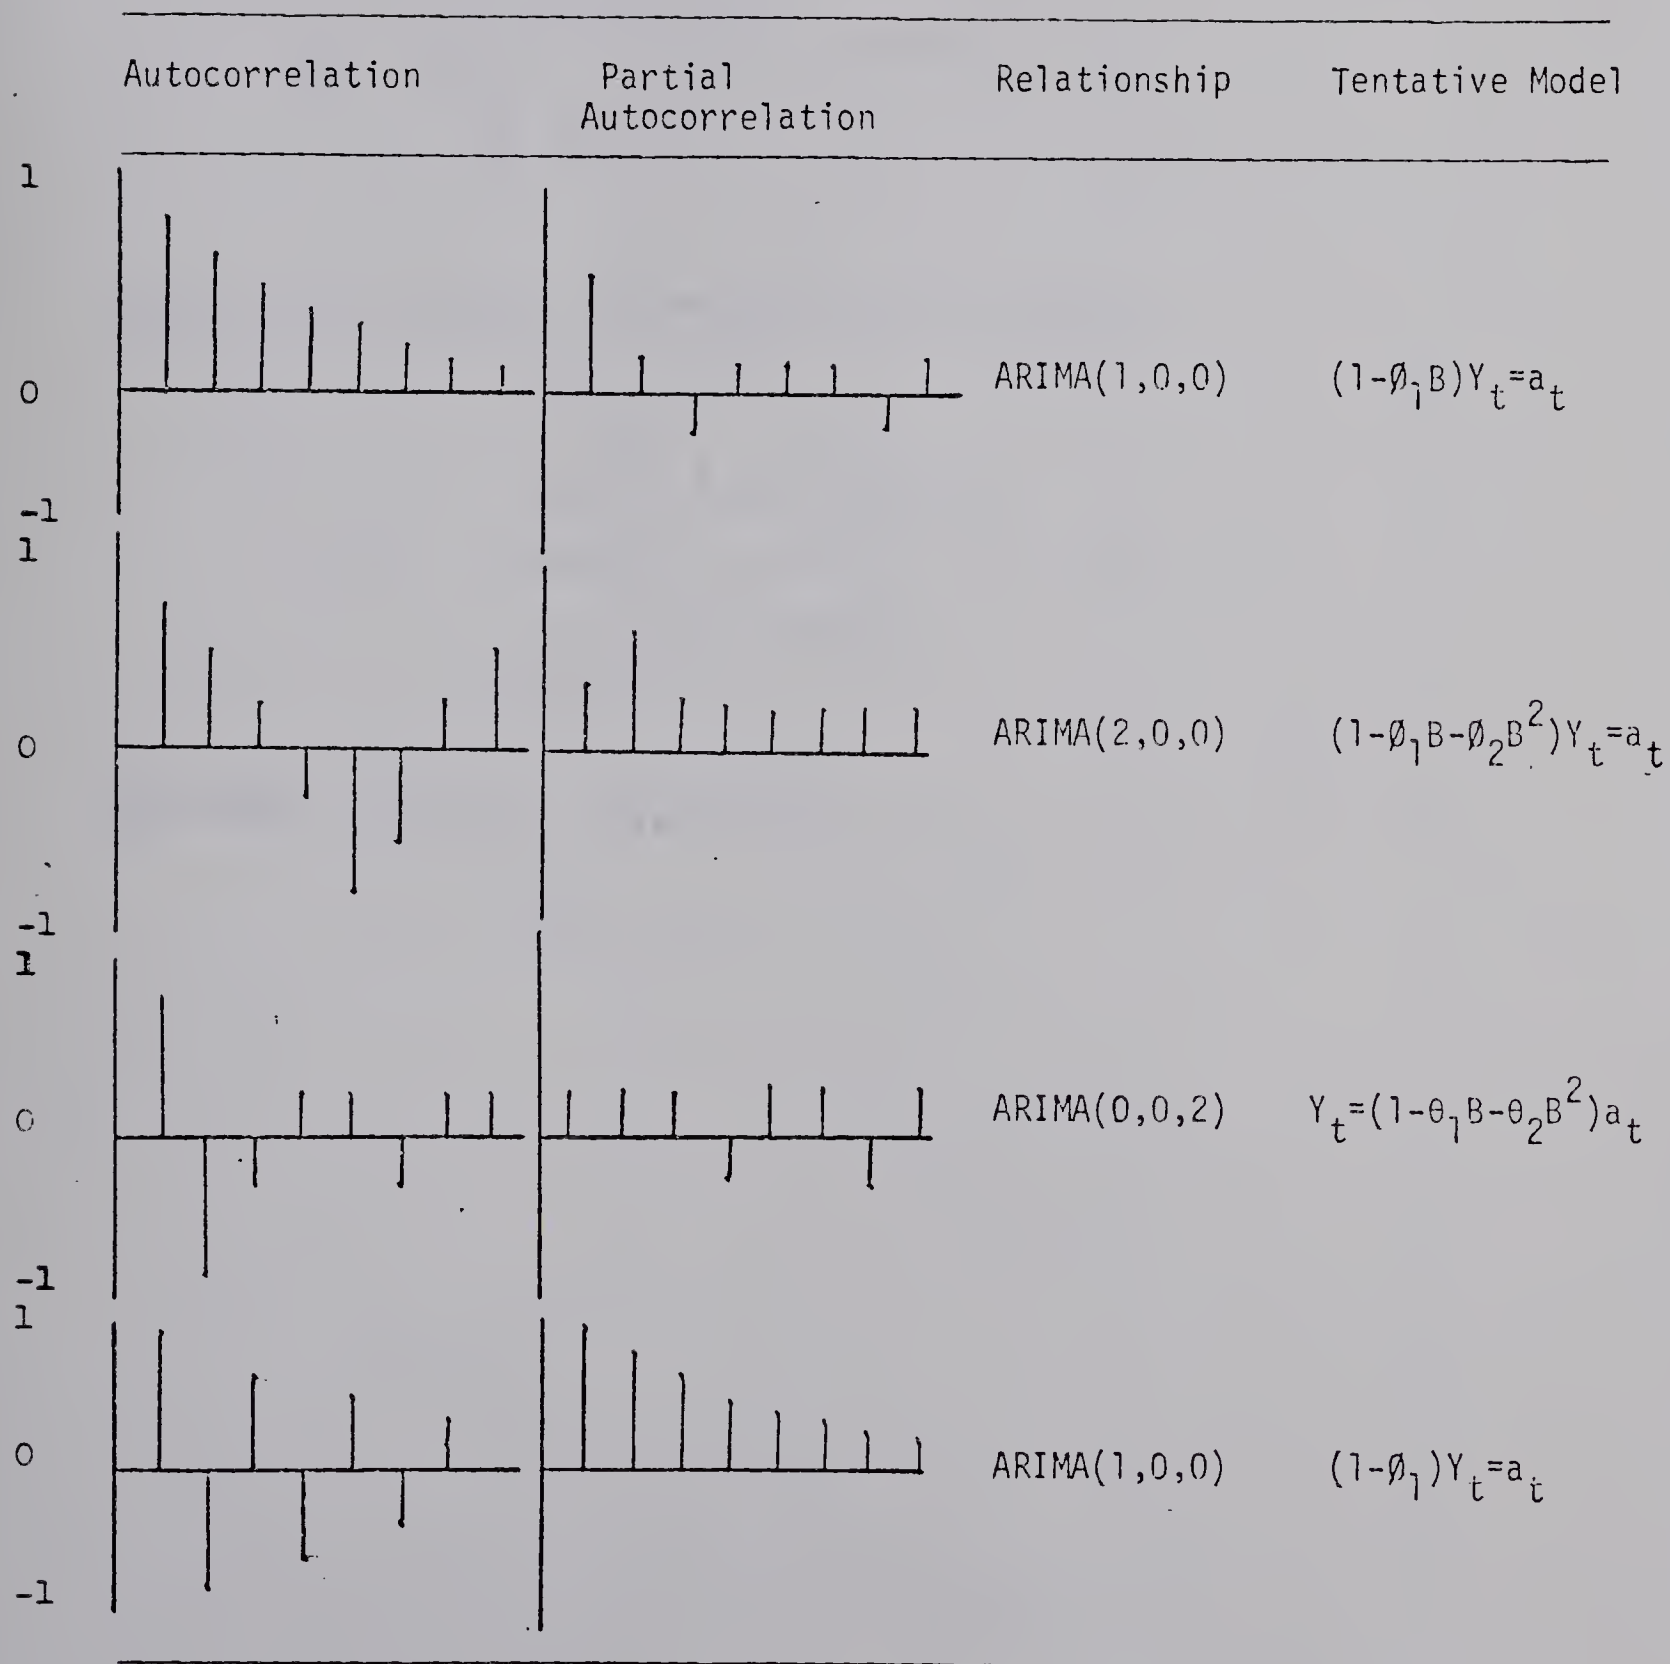 Autocorrelation Partial Relationship Tentative Model
Autocorrelation
1
0 ARIMA(1,0,0) (1-Ø₁B)Yₜ=aₜ
-1
1
0 ARIMA(2,0,0) (1-Ø₁B-Ø₂B²)Yₜ=aₜ
-1
1
0 ARIMA(0,0,2) Yₜ=(1-θ₁B-θ₂B²)aₜ
-1
1
0 ARIMA(1,0,0) (1-Ø₁)Yₜ=aₜ
-1